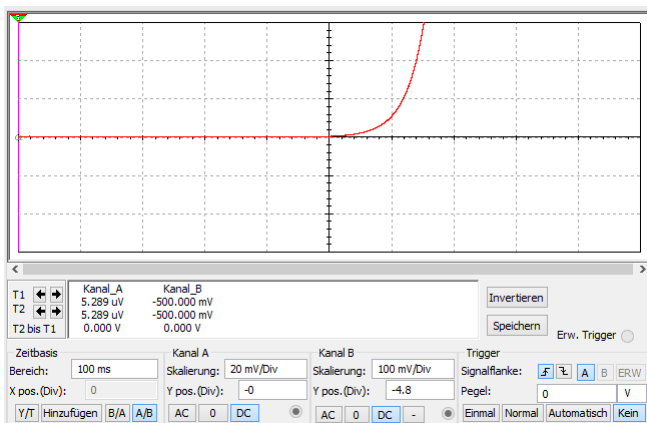 Kanal_A Kanal_B
T1 5.289 uV -500.000 mV
T2 5.289 uV -500.000 mV
T2 bis T1 0.000 V 0.000 V
Invertieren
Speichern
Erw. Trigger
Zeitbasis
Bereich: 100 ms
X pos.(Div): 0
Y/T Hinzufügen B/A A/B
Kanal A
Skalierung: 20 mV/Div
Y pos.(Div): -0
AC 0 DC
Kanal B
Skalierung: 100 mV/Div
Y pos.(Div): -4.8
AC 0 DC -
Trigger
Signalflanke: A B ERW
Pegel: 0 V
Einmal Normal Automatisch Kein